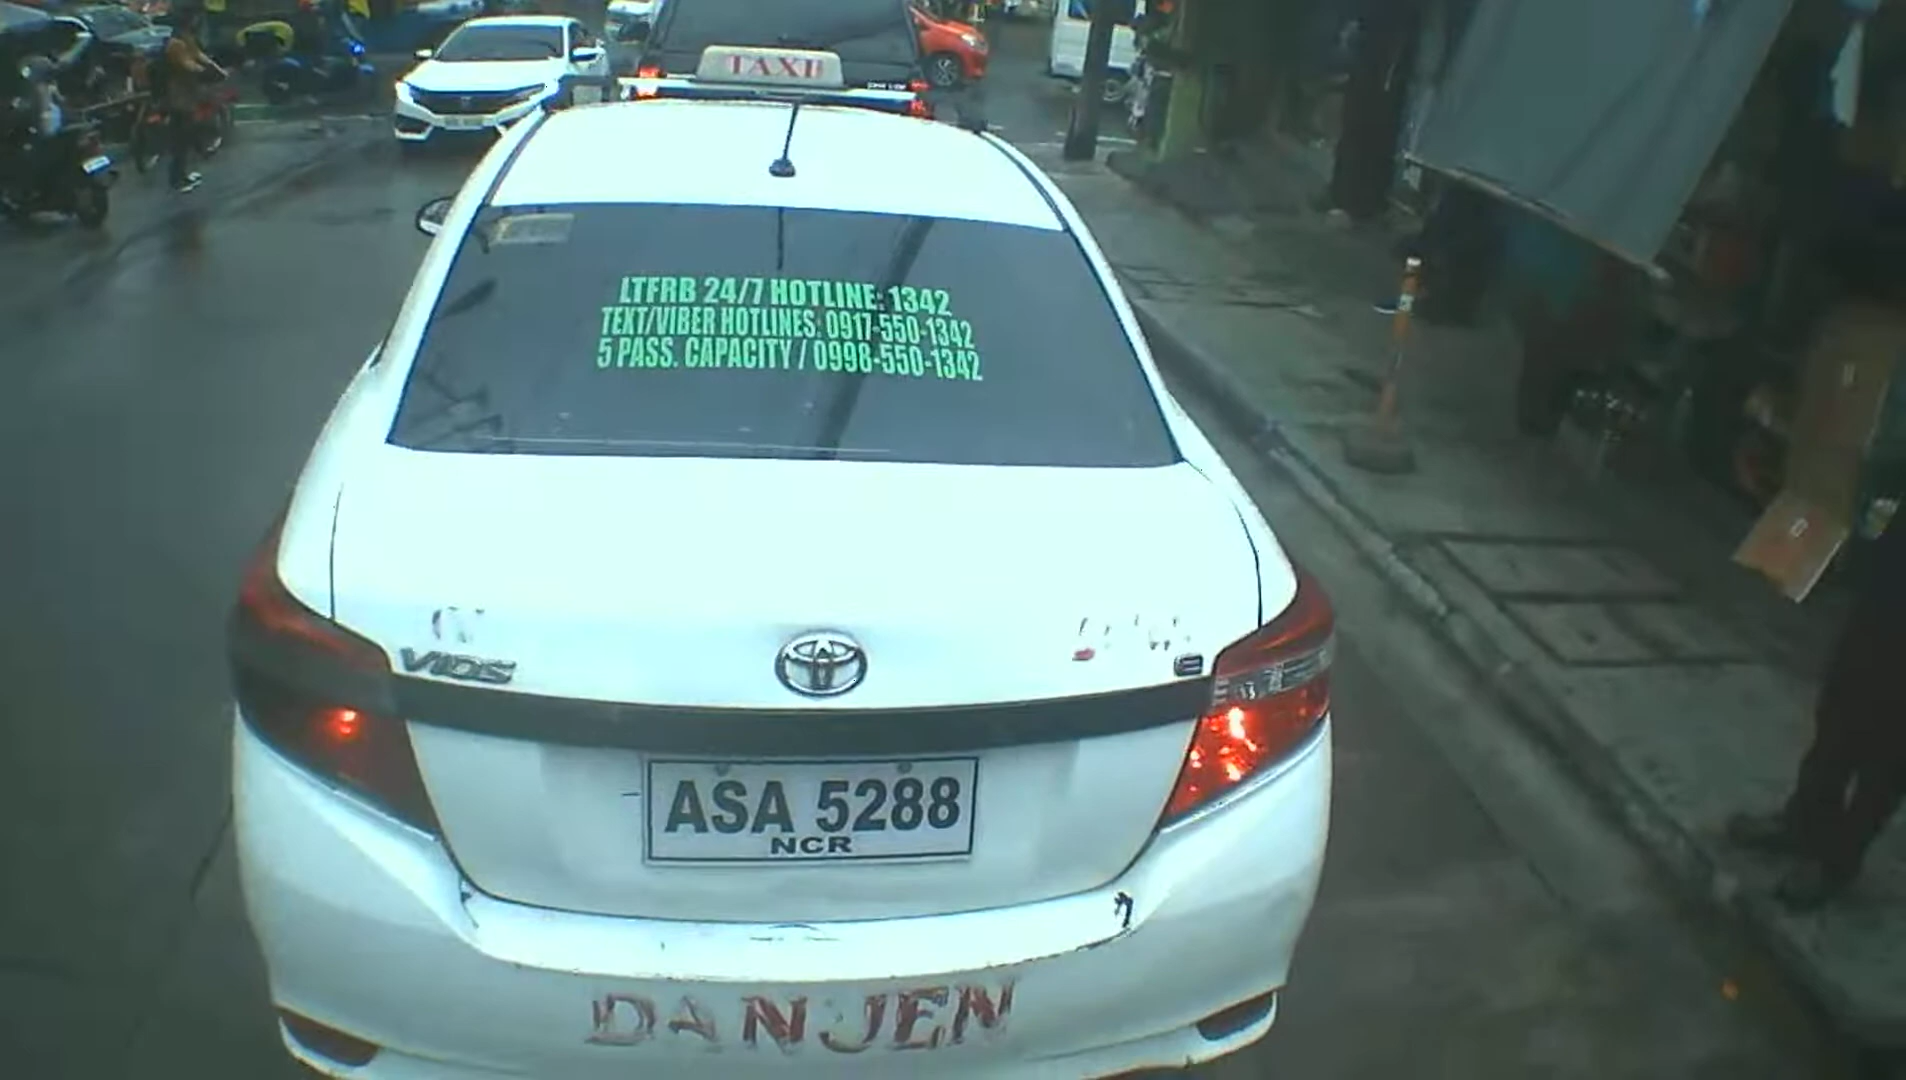 TAXI
LTFRB 24/7 HOTLINE: 1342
TEXT/VIBER HOTLINES: 0917-550-1342
5 PASS. CAPACITY / 0998-550-1342
VIOS
E
ASA 5288
NCR
DANJEN